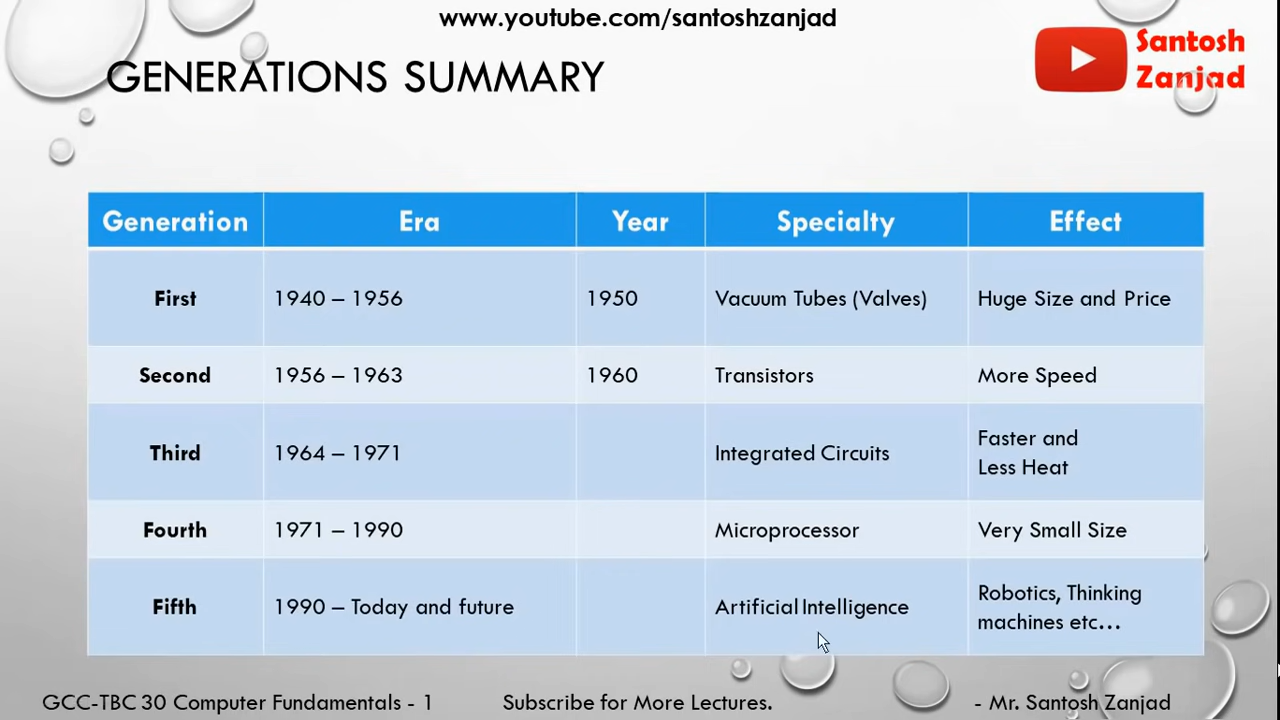 www.youtube.com/santoshzanjad
Santosh
Zanjad
GENERATIONS SUMMARY
Generation Era Year Specialty Effect
First 1940 – 1956 1950 Vacuum Tubes (Valves) Huge Size and Price
Second 1956 – 1963 1960 Transistors More Speed
Third 1964 – 1971 Integrated Circuits Faster and
Less Heat
Fourth 1971 – 1990 Microprocessor Very Small Size
Fifth 1990 – Today and future Artificial Intelligence Robotics, Thinking
machines etc...
GCC-TBC 30 Computer Fundamentals - 1 Subscribe for More Lectures. - Mr. Santosh Zanjad